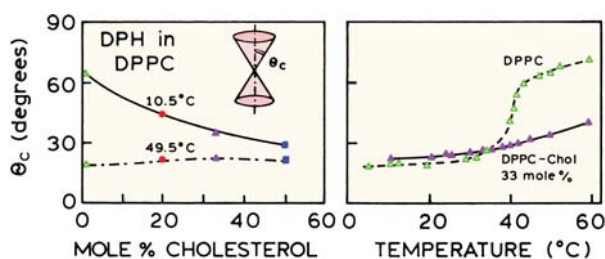 90
60
30
0
Θc (degrees)
DPH in
DPPC
θc
10.5°C
49.5°C
0 20 40 60
MOLE % CHOLESTEROL
DPPC
DPPC-Chol
33 mole %
0 20 40 60
TEMPERATURE (°C)